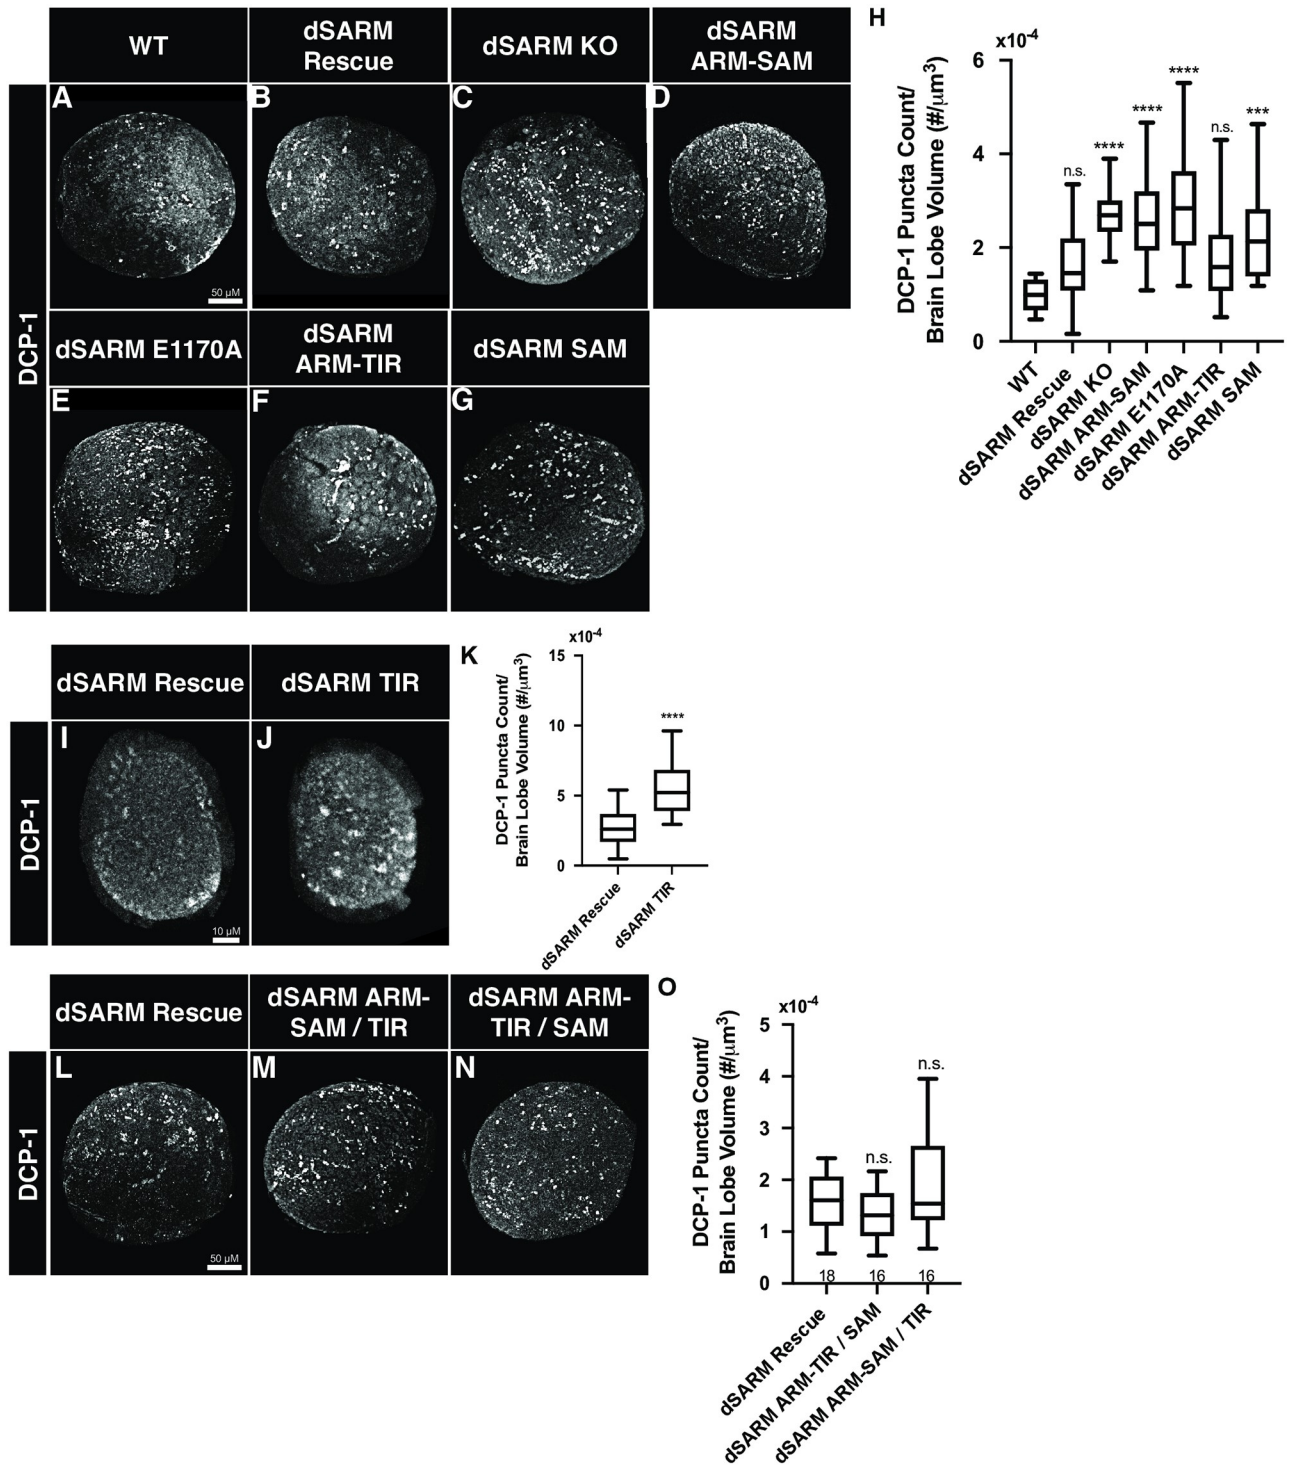 WT
dSARM
Rescue
dSARM KO
dSARM
ARM-SAM
DCP-1
A
B
C
D
50 μM
dSARM E1170A
dSARM
ARM-TIR
dSARM SAM
E
F
G
H
x10-4
DCP-1 Puncta Count/
Brain Lobe Volume (#/μm3)
6
4
2
0
n.s.
****
****
****
n.s.
***
WT
dSARM Rescue
dSARM KO
dSARM ARM-SAM
dSARM E1170A
dSARM ARM-TIR
dSARM SAM
dSARM Rescue
dSARM TIR
DCP-1
I
J
10 μM
K
x10-4
DCP-1 Puncta Count/
Brain Lobe Volume (#/μm3)
15
10
5
0
****
dSARM Rescue
dSARM TIR
dSARM Rescue
dSARM ARM-
SAM / TIR
dSARM ARM-
TIR / SAM
DCP-1
L
M
N
50 μM
O
x10-4
DCP-1 Puncta Count/
Brain Lobe Volume (#/μm3)
5
4
3
2
1
0
n.s.
n.s.
18
16
16
dSARM Rescue
dSARM ARM-TIR / SAM
dSARM ARM-SAM / TIR